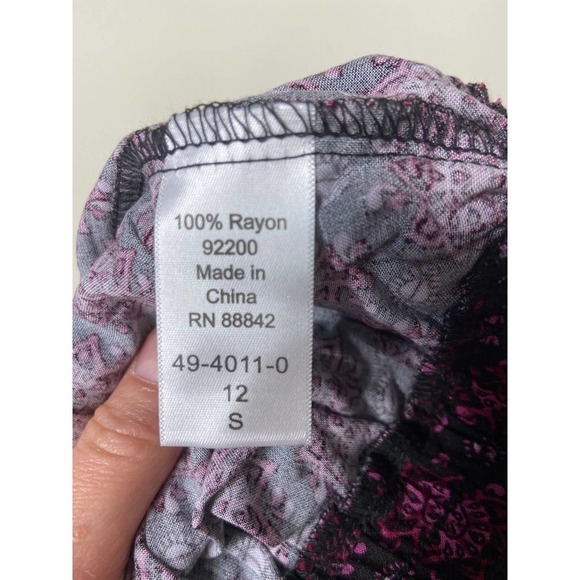 100% Rayon
92200
Made in
China
RN 88842
49-4011-0
12
S